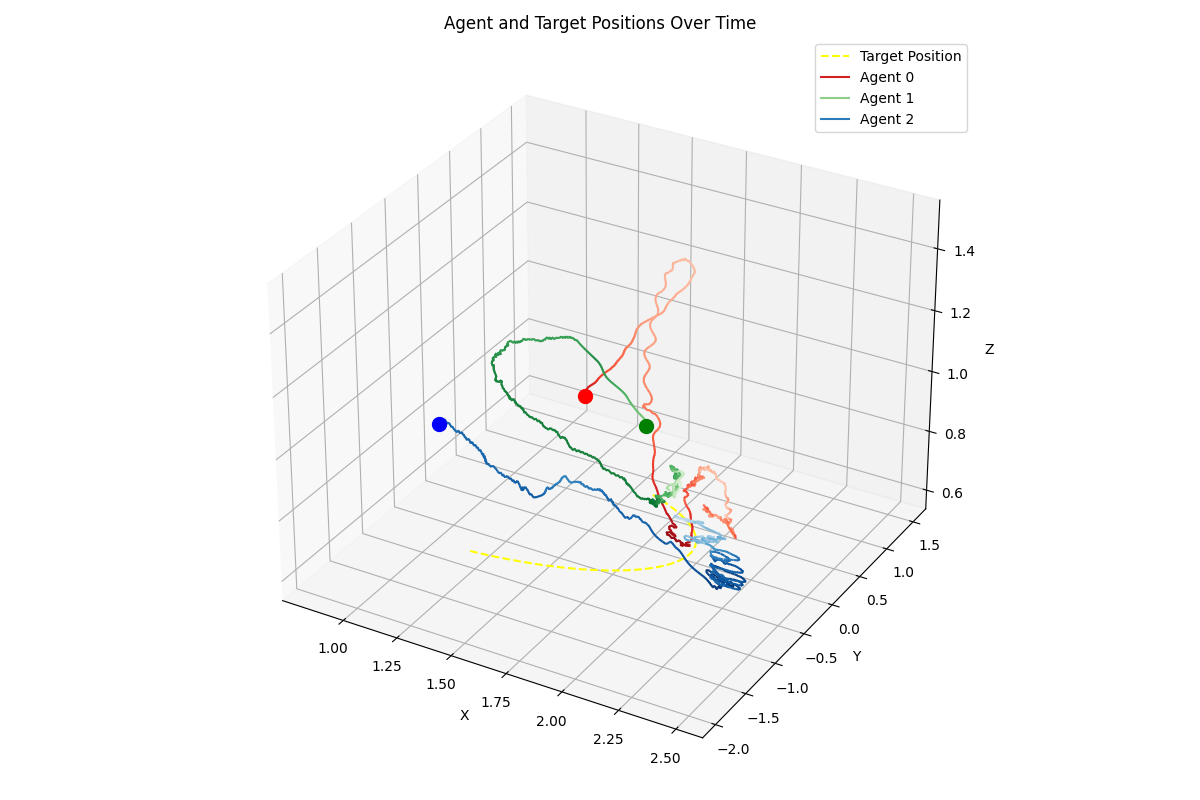 Agent and Target Positions Over Time
Target Position
Agent 0
Agent 1
Agent 2
1.4
1.2
1.0
0.8
0.6
Z
1.5
1.0
0.5
0.0
−0.5
−1.0
−1.5
−2.0
Y
1.00
1.25
1.50
1.75
2.00
2.25
2.50
X